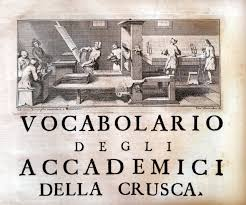 VOCABOLARIO
DEGLI
ACCADEMICI
DELLA CRUSCA.